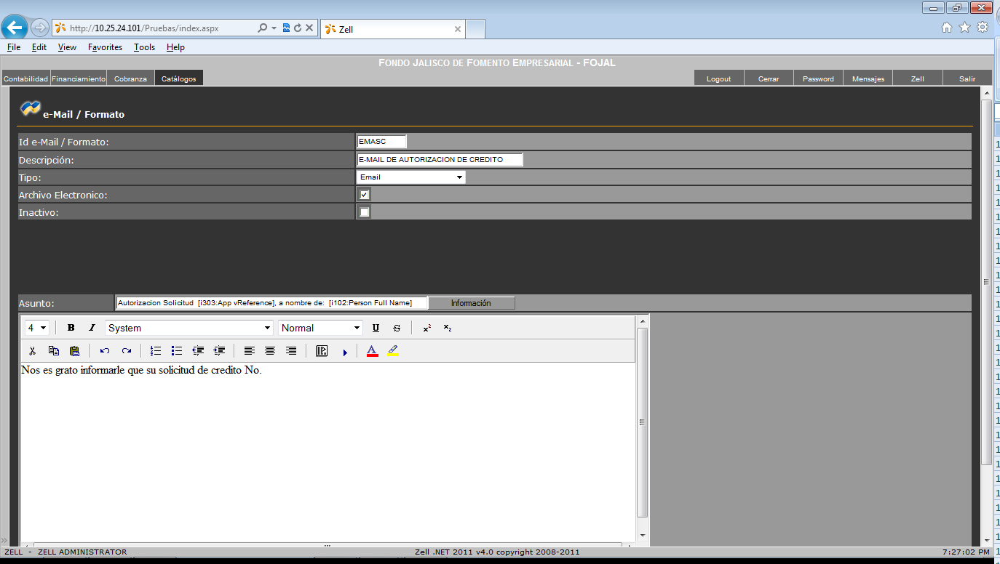 http://10.25.24.101/Pruebas/index.aspx
Zell
File Edit View Favorites Tools Help
FONDO JALISCO DE FOMENTO EMPRESARIAL - FOJAL
Contabilidad Financiamiento Cobranza Catálogos Logout Cerrar Password Mensajes Zell Salir
e-Mail / Formato
Id e-Mail / Formato: EMASC
Descripción: E-MAIL DE AUTORIZACION DE CREDITO
Tipo: Email
Archivo Electronico:
Inactivo:
Asunto: Autorizacion Solicitud [i303:App vReference], a nombre de: [i102:Person Full Name] Información
4 B I System Normal U S x² x₂
A
Nos es grato informarle que su solicitud de credito No.
ZELL - ZELL ADMINISTRATOR Zell .NET 2011 v4.0 copyright 2008-2011 7:27:02 PM